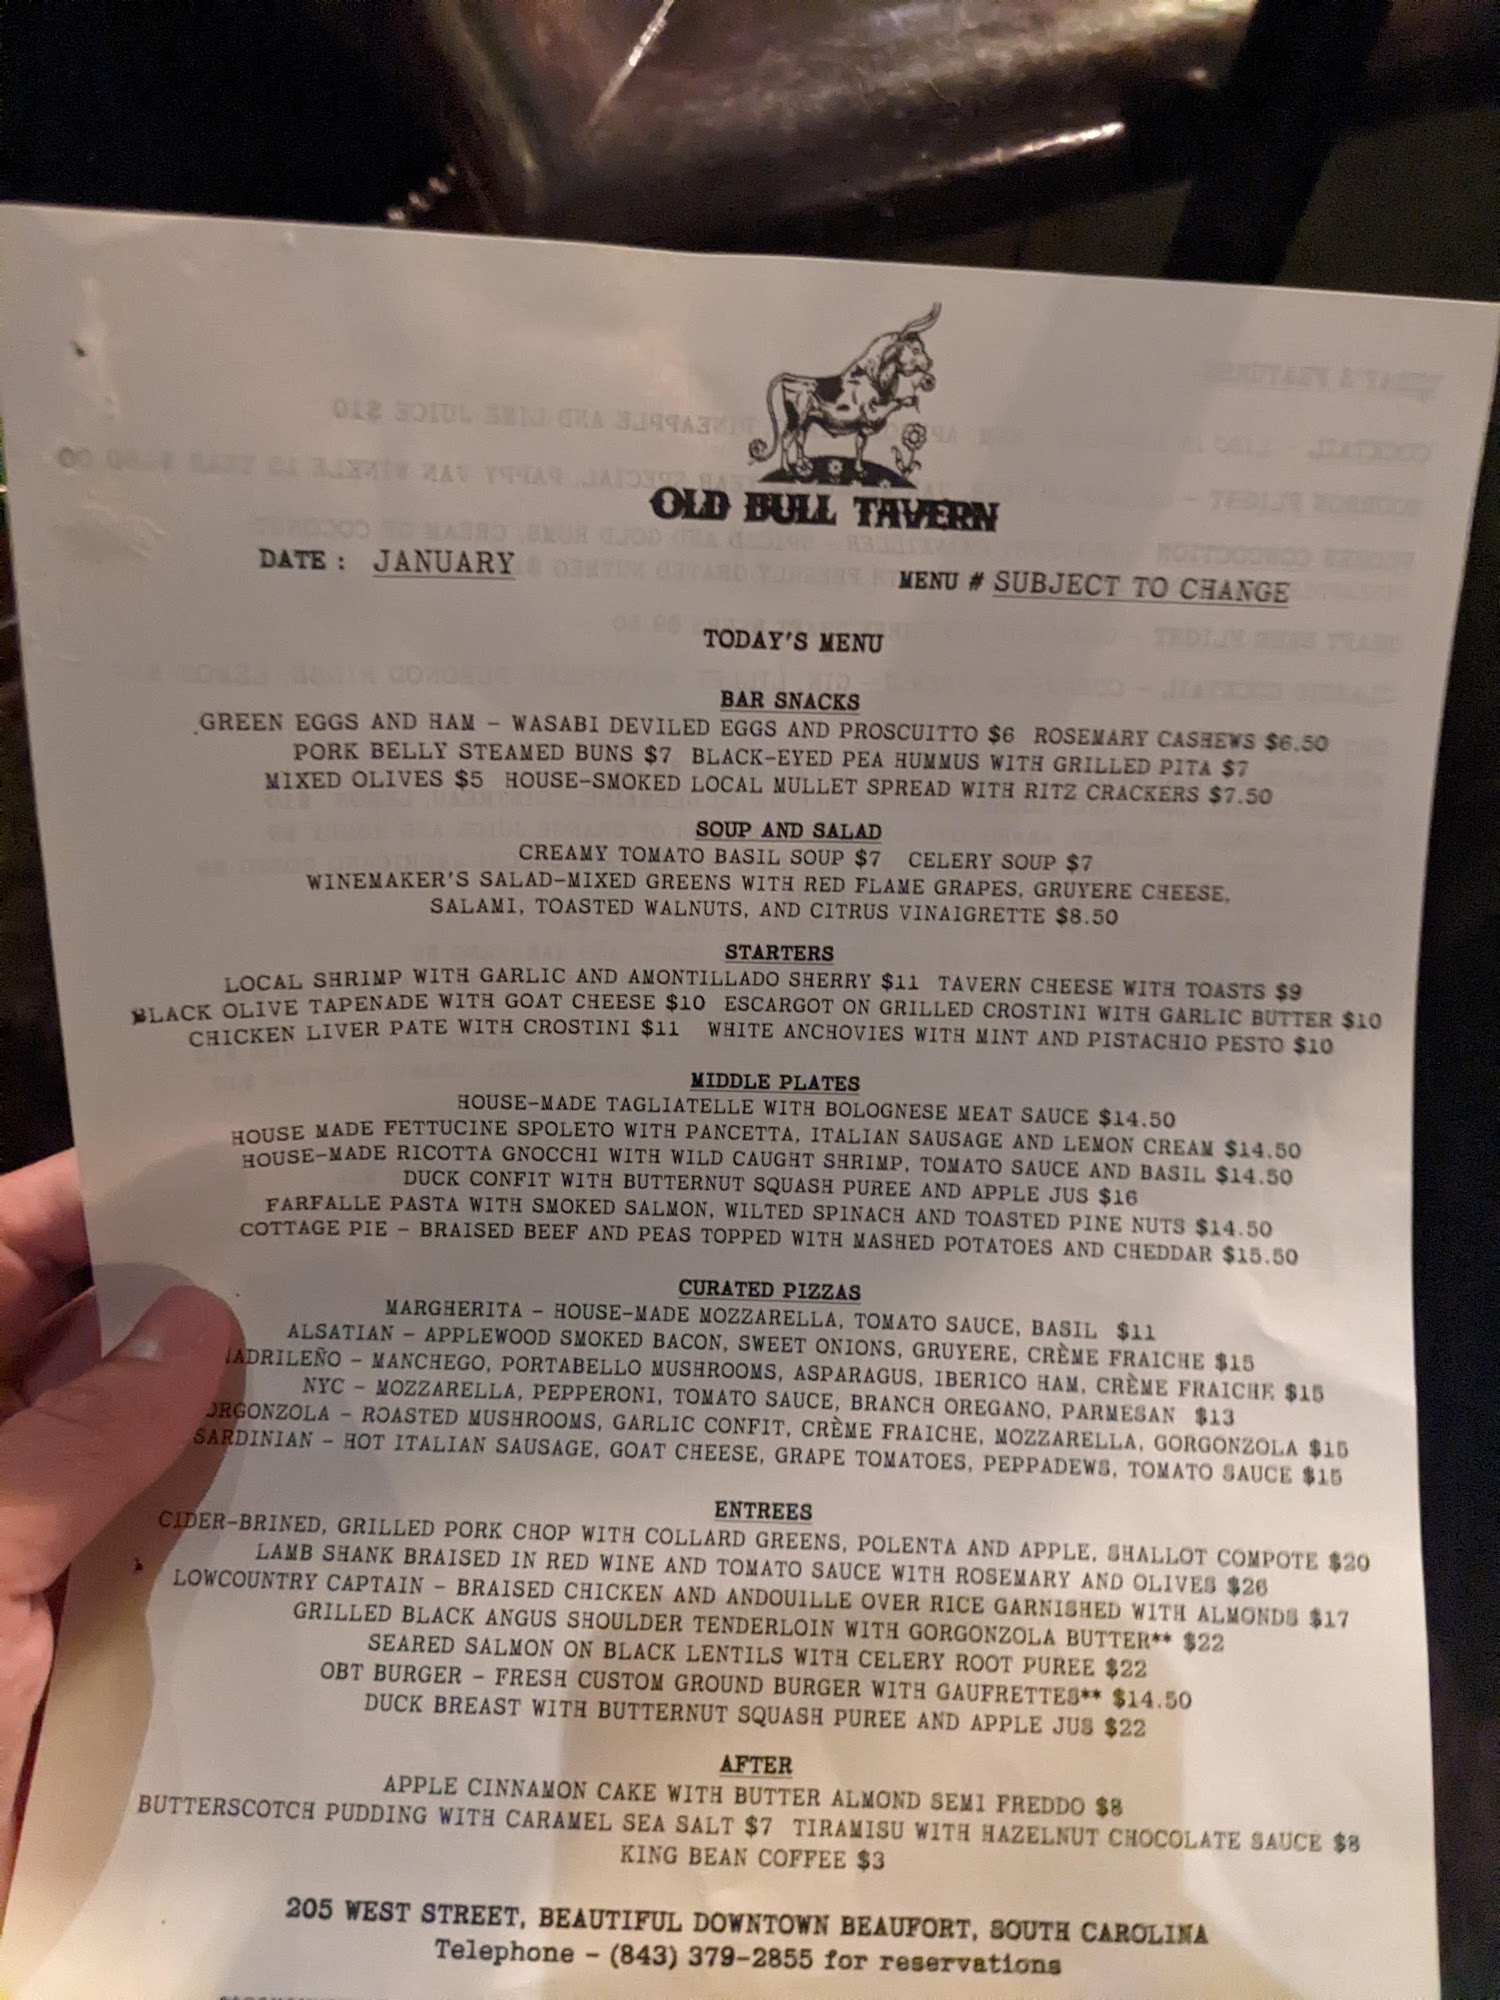 OLD BULL TAVERN
DATE : JANUARY
MENU # SUBJECT TO CHANGE
TODAY'S MENU
BAR SNACKS
GREEN EGGS AND HAM – WASABI DEVILED EGGS AND PROSCUITTO $6 ROSEMARY CASHEWS $6.50
PORK BELLY STEAMED BUNS $7 BLACK-EYED PEA HUMMUS WITH GRILLED PITA $7
MIXED OLIVES $5 HOUSE-SMOKED LOCAL MULLET SPREAD WITH RITZ CRACKERS $7.50
SOUP AND SALAD
CREAMY TOMATO BASIL SOUP $7 CELERY SOUP $7
WINEMAKER'S SALAD-MIXED GREENS WITH RED FLAME GRAPES, GRUYERE CHEESE,
SALAMI, TOASTED WALNUTS, AND CITRUS VINAIGRETTE $8.50
STARTERS
LOCAL SHRIMP WITH GARLIC AND AMONTILLADO SHERRY $11 TAVERN CHEESE WITH TOASTS $9
BLACK OLIVE TAPENADE WITH GOAT CHEESE $10 ESCARGOT ON GRILLED CROSTINI WITH GARLIC BUTTER $10
CHICKEN LIVER PATE WITH CROSTINI $11 WHITE ANCHOVIES WITH MINT AND PISTACHIO PESTO $10
MIDDLE PLATES
HOUSE-MADE TAGLIATELLE WITH BOLOGNESE MEAT SAUCE $14.50
HOUSE MADE FETTUCINE SPOLETO WITH PANCETTA, ITALIAN SAUSAGE AND LEMON CREAM $14.50
HOUSE-MADE RICOTTA GNOCCHI WITH WILD CAUGHT SHRIMP, TOMATO SAUCE AND BASIL $14.50
DUCK CONFIT WITH BUTTERNUT SQUASH PUREE AND APPLE JUS $16
FARFALLE PASTA WITH SMOKED SALMON, WILTED SPINACH AND TOASTED PINE NUTS $14.50
COTTAGE PIE – BRAISED BEEF AND PEAS TOPPED WITH MASHED POTATOES AND CHEDDAR $15.50
CURATED PIZZAS
MARGHERITA – HOUSE-MADE MOZZARELLA, TOMATO SAUCE, BASIL $11
ALSATIAN – APPLEWOOD SMOKED BACON, SWEET ONIONS, GRUYERE, CRÈME FRAICHE $15
ADRILEÑO – MANCHEGO, PORTABELLO MUSHROOMS, ASPARAGUS, IBERICO HAM, CRÈME FRAICHE $15
NYC – MOZZARELLA, PEPPERONI, TOMATO SAUCE, BRANCH OREGANO, PARMESAN $13
ORGONZOLA – ROASTED MUSHROOMS, GARLIC CONFIT, CRÈME FRAICHE, MOZZARELLA, GORGONZOLA $15
SARDINIAN – HOT ITALIAN SAUSAGE, GOAT CHEESE, GRAPE TOMATOES, PEPPADEWS, TOMATO SAUCE $15
ENTREES
CIDER-BRINED, GRILLED PORK CHOP WITH COLLARD GREENS, POLENTA AND APPLE, SHALLOT COMPOTE $20
LAMB SHANK BRAISED IN RED WINE AND TOMATO SAUCE WITH ROSEMARY AND OLIVES $26
LOWCOUNTRY CAPTAIN – BRAISED CHICKEN AND ANDOUILLE OVER RICE GARNISHED WITH ALMONDS $17
GRILLED BLACK ANGUS SHOULDER TENDERLOIN WITH GORGONZOLA BUTTER** $22
SEARED SALMON ON BLACK LENTILS WITH CELERY ROOT PUREE $22
OBT BURGER – FRESH CUSTOM GROUND BURGER WITH GAUFRETTES** $14.50
DUCK BREAST WITH BUTTERNUT SQUASH PUREE AND APPLE JUS $22
AFTER
APPLE CINNAMON CAKE WITH BUTTER ALMOND SEMI FREDDO $8
BUTTERSCOTCH PUDDING WITH CARAMEL SEA SALT $7 TIRAMISU WITH HAZELNUT CHOCOLATE SAUCE $8
KING BEAN COFFEE $3
205 WEST STREET, BEAUTIFUL DOWNTOWN BEAUFORT, SOUTH CAROLINA
Telephone – (843) 379-2855 for reservations